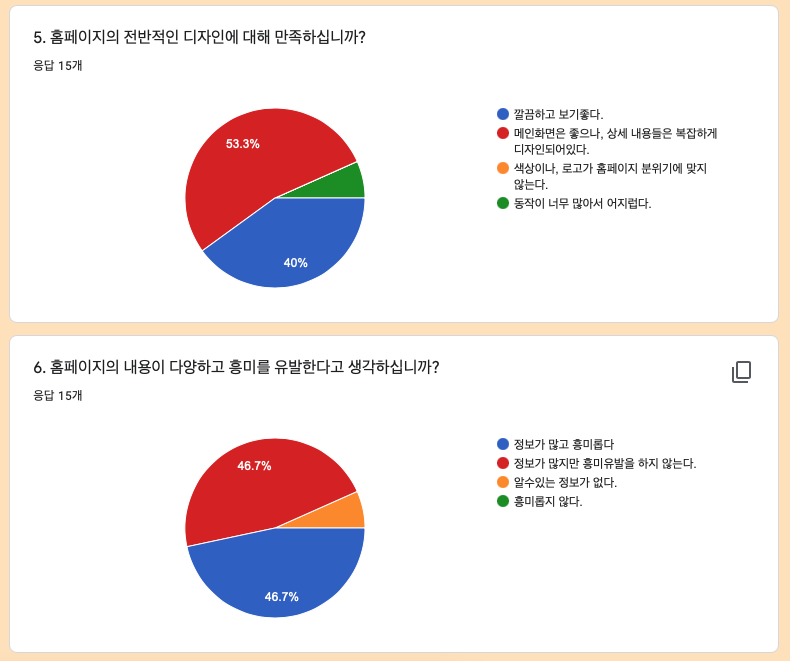 5. 홈페이지의 전반적인 디자인에 대해 만족하십니까?
응답 15개
53.3%
40%
깔끔하고 보기좋다.
메인화면은 좋으나, 상세 내용들은 복잡하게
디자인되어있다.
색상이나, 로고가 홈페이지 분위기에 맞지
않는다.
동작이 너무 많아서 어지럽다.
6. 홈페이지의 내용이 다양하고 흥미를 유발한다고 생각하십니까?
응답 15개
46.7%
46.7%
정보가 많고 흥미롭다
정보가 많지만 흥미유발을 하지 않는다.
알수있는 정보가 없다.
흥미롭지 않다.